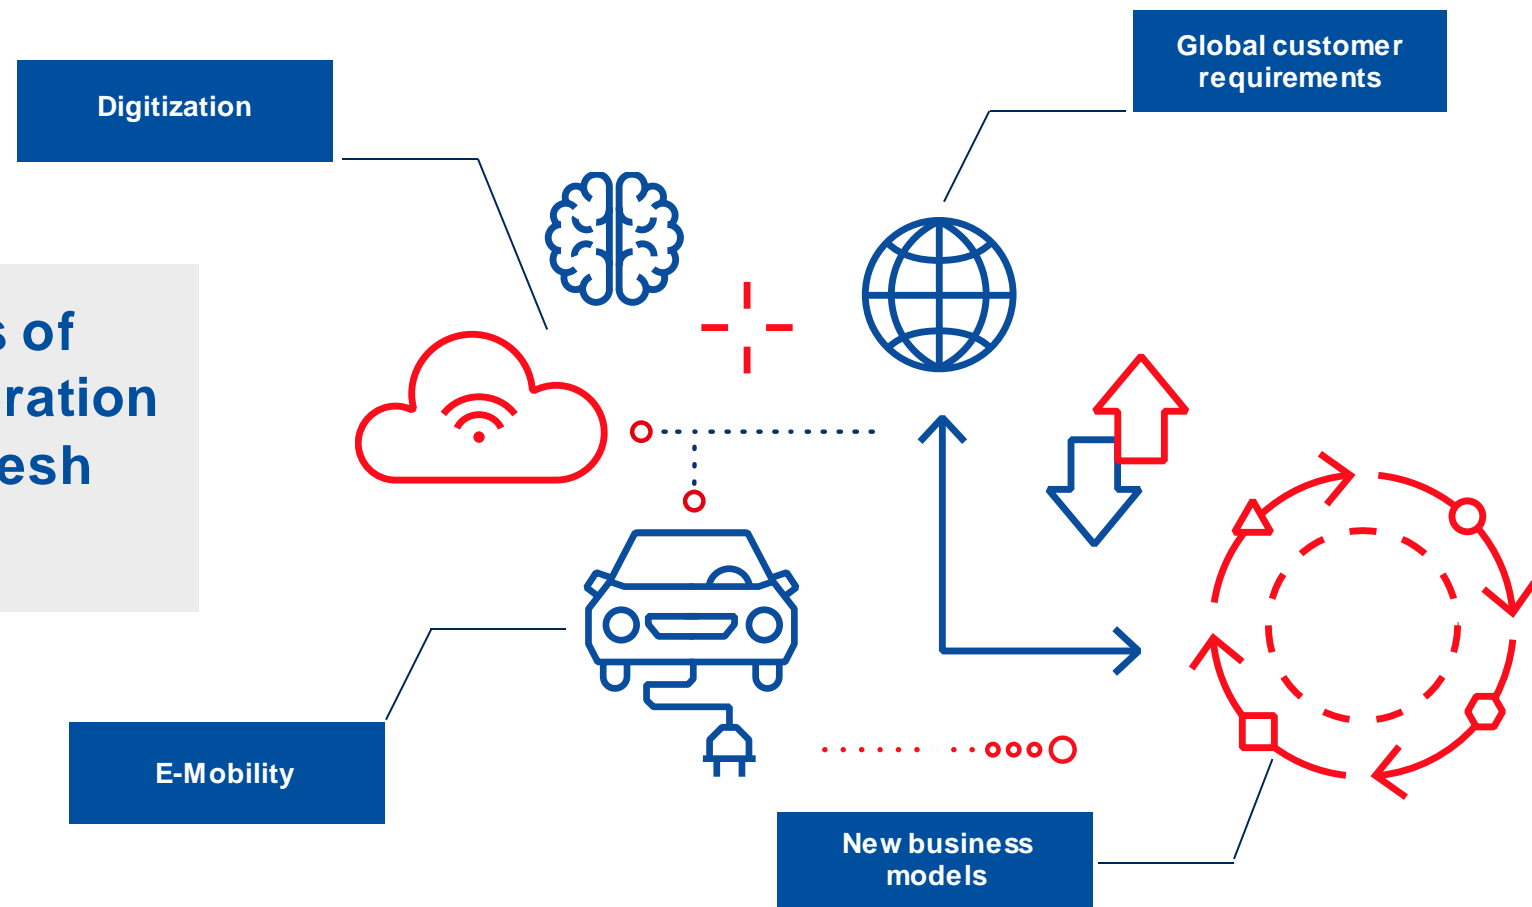 Global customer
requirements
Digitization
s of
ration
esh
E-Mobility
New business
models